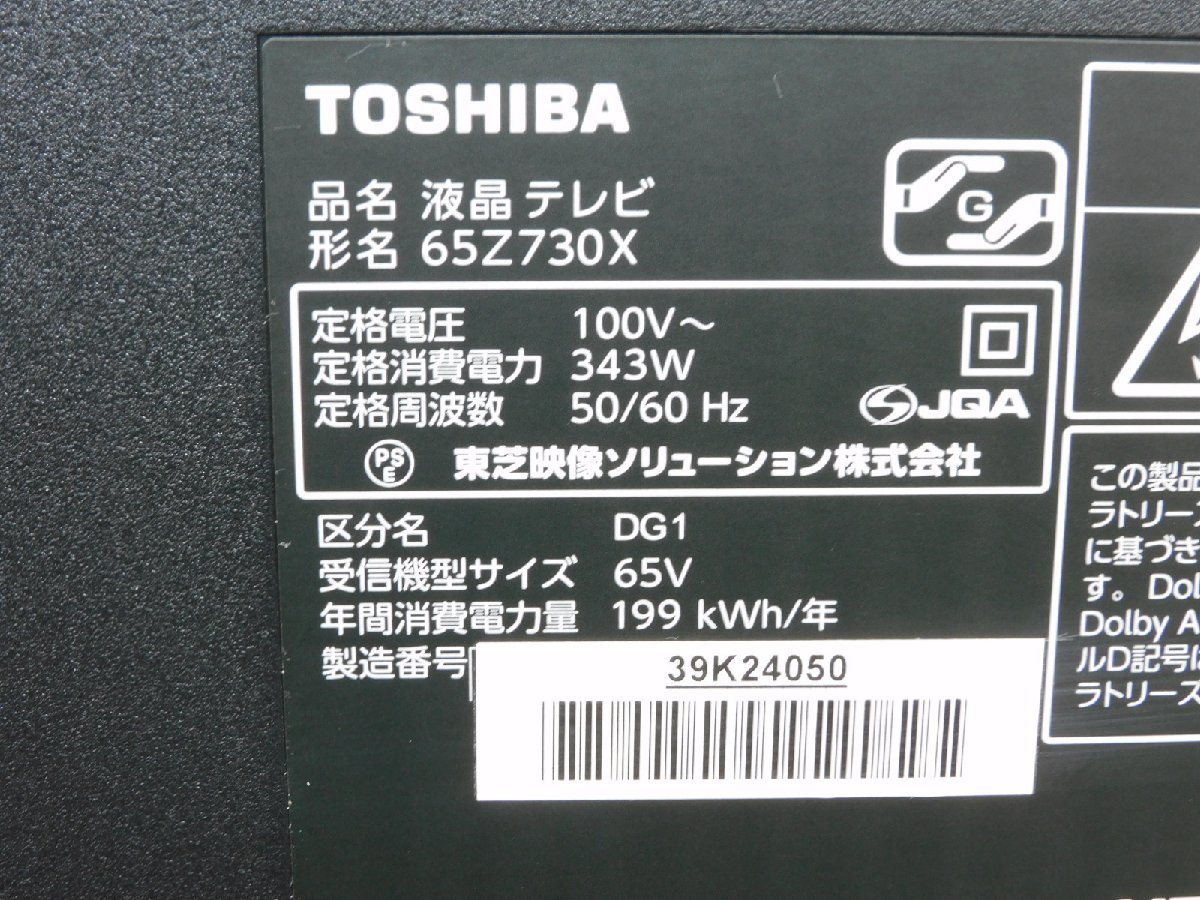 TOSHIBA
品名 液晶テレビ
形名 65Z730X
G
定格電圧 100V～
定格消費電力 343W
定格周波数 50/60 Hz
JQA
PSE 東芝映像ソリューション株式会社
区分名 DG1
受信機型サイズ 65V
年間消費電力量 199 kWh/年
製造番号 39K24050
この製品
ラトリー
に基づき
す。 Dol
Dolby A
ルD記号は
ラトリーズ